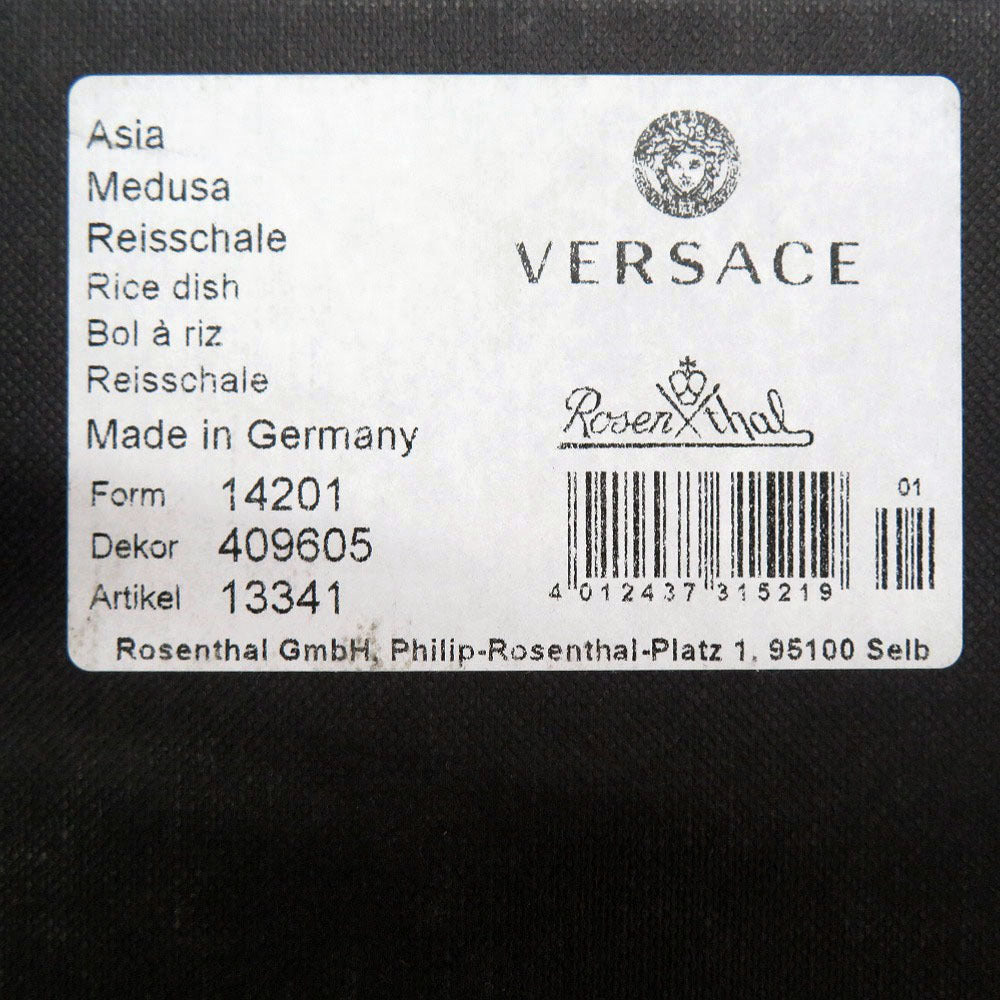 Asia
Medusa
Reisschale
Rice dish
Bol à riz
Reisschale
Made in Germany
Form 14201
Dekor 409605
Artikel 13341
VERSACE
Rosenthal
01
4 012437 315219
Rosenthal GmbH, Philip-Rosenthal-Platz 1, 95100 Selb